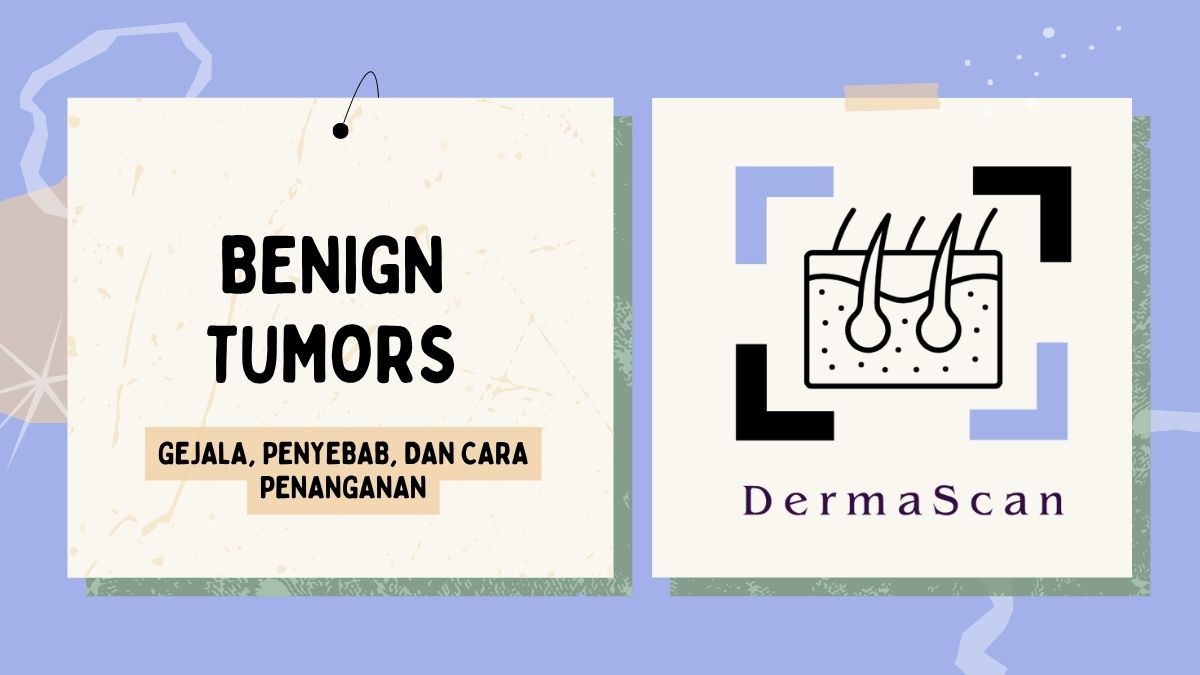 BENIGN
TUMORS
GEJALA, PENYEBAB, DAN CARA
PENANGANAN
DermaScan